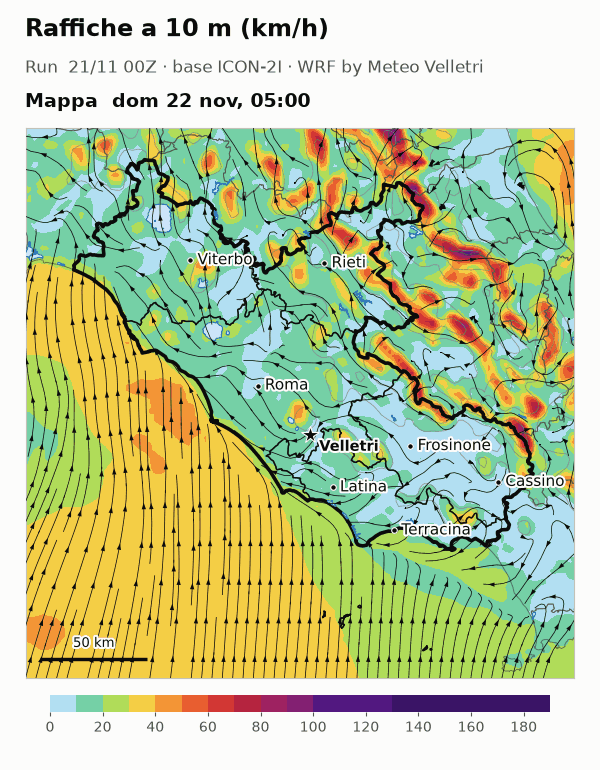 Raffiche a 10 m (km/h)
Run 21/11 00Z · base ICON-2I · WRF by Meteo Velletri
Mappa dom 22 nov, 05:00
Viterbo
Rieti
Roma
Velletri
Frosinone
Latina
Cassino
Terracina
50 km
0 20 40 60 80 100 120 140 160 180